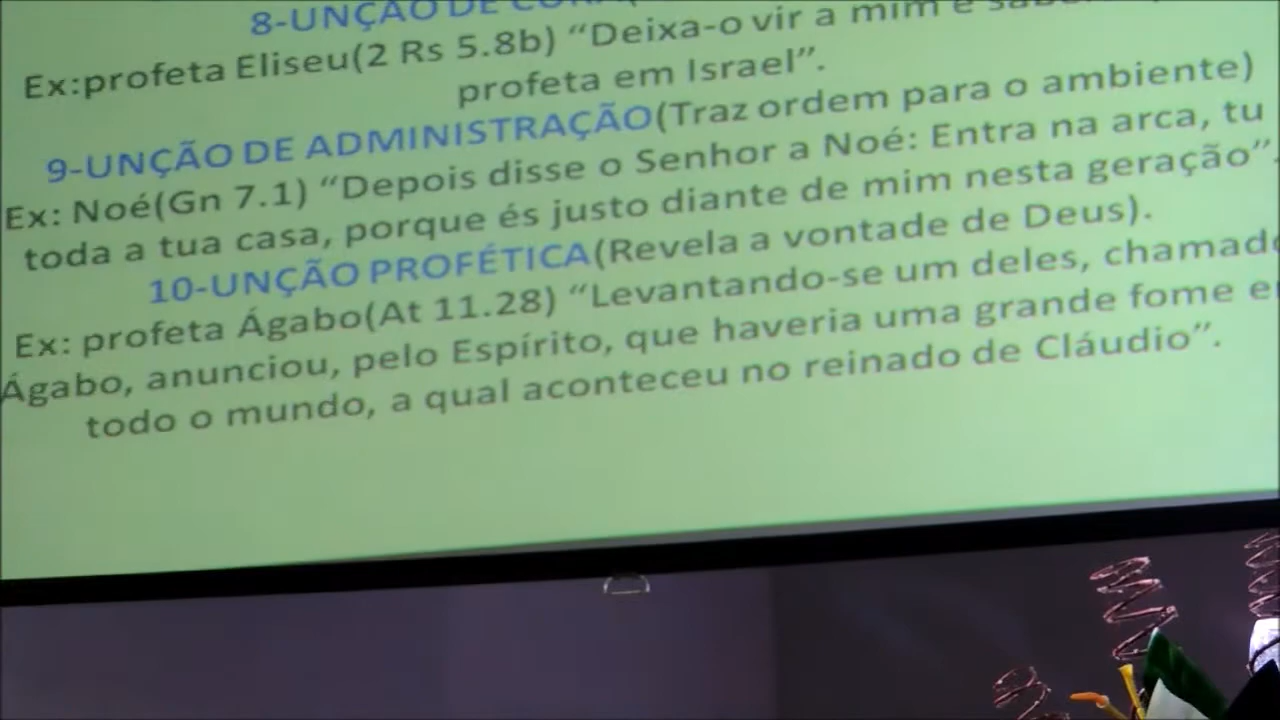 8-UNÇÃO DE
Ex:profeta Eliseu(2 Rs 5.8b) “Deixa-o vir a mim e
profeta em Israel”.
9-UNÇÃO DE ADMINISTRAÇÃO(Traz ordem para o ambiente)
Ex: Noé(Gn 7.1) “Depois disse o Senhor a Noé: Entra na arca, tu
toda a tua casa, porque és justo diante de mim nesta geração”.
10-UNÇÃO PROFÉTICA(Revela a vontade de Deus).
Ex: profeta Ágabo(At 11.28) “Levantando-se um deles, chamado
Ágabo, anunciou, pelo Espírito, que haveria uma grande fome
todo o mundo, a qual aconteceu no reinado de Cláudio”.